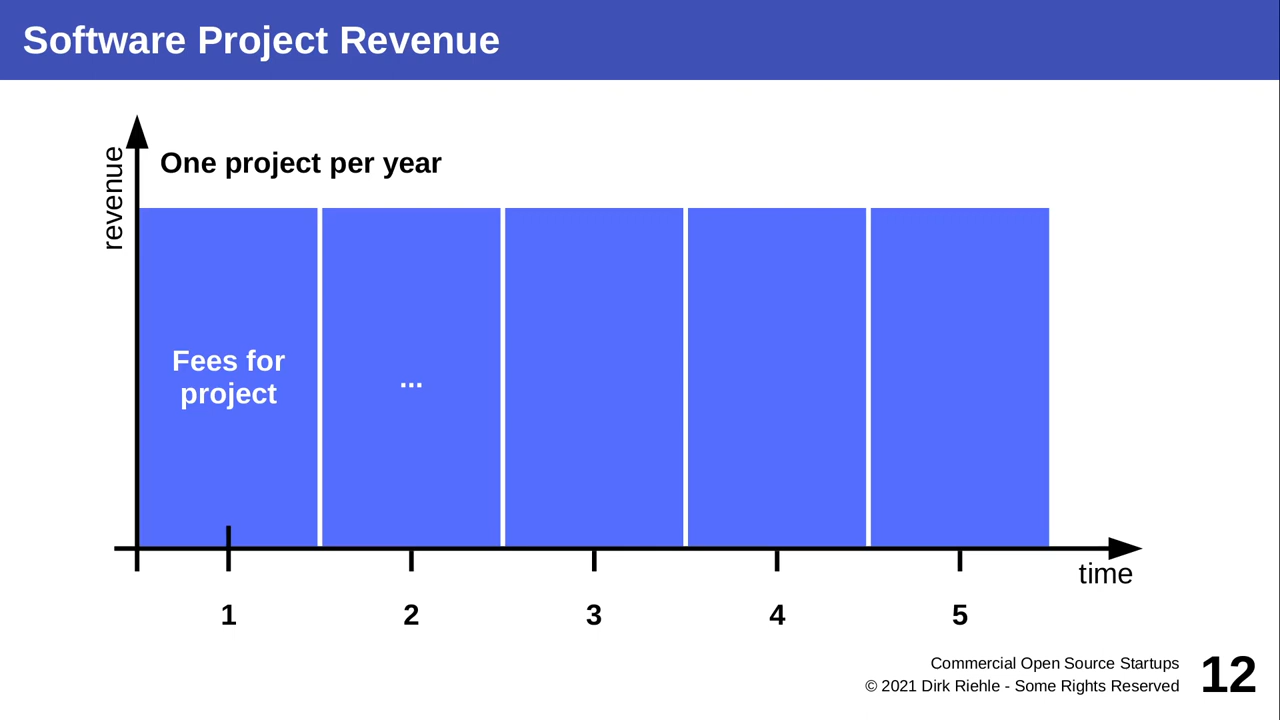 Software Project Revenue
revenue
One project per year
Fees for
project
...
time
1
2
3
4
5
Commercial Open Source Startups
© 2021 Dirk Riehle - Some Rights Reserved
12